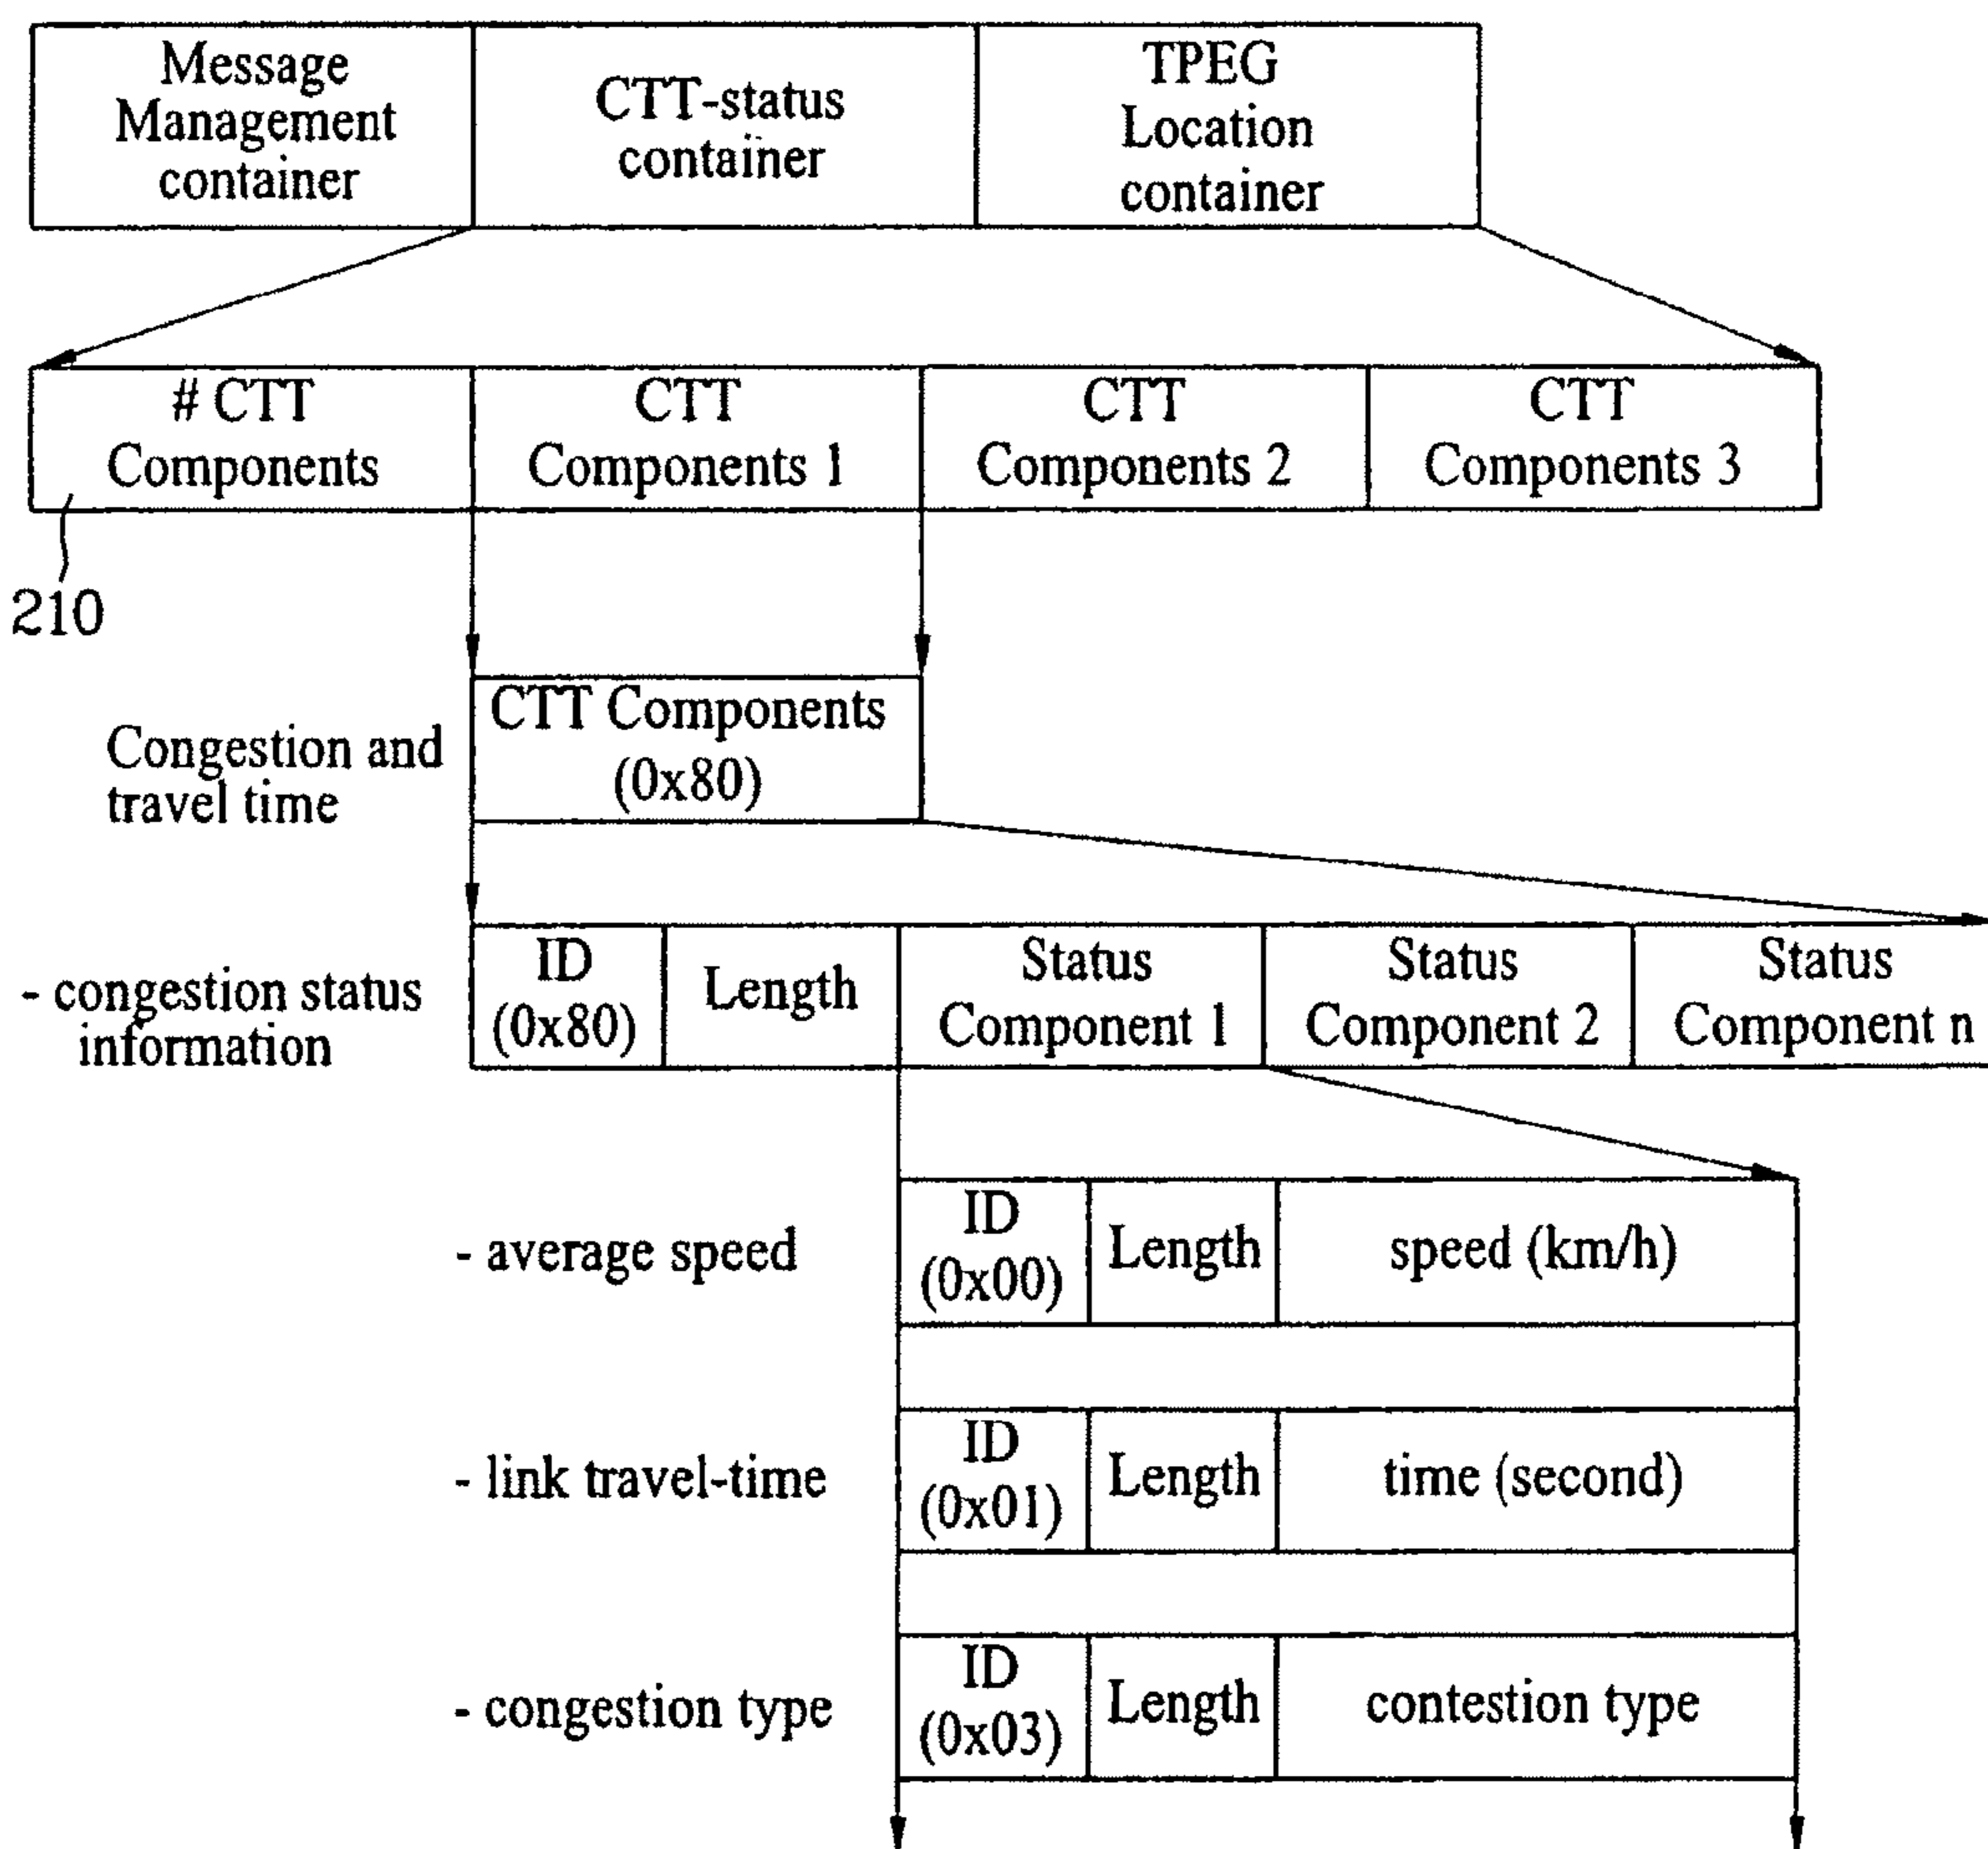 Message
Management
container
CTT-status
container
TPEG
Location
container
# CTT
Components
CTT
Components 1
CTT
Components 2
CTT
Components 3
210
Congestion and
travel time
CTT Components
(0x80)
- congestion status
information
ID
(0x80)
Length
Status
Component 1
Status
Component 2
Status
Component n
- average speed
ID
(0x00)
Length
speed (km/h)
- link travel-time
ID
(0x01)
Length
time (second)
- congestion type
ID
(0x03)
Length
contestion type